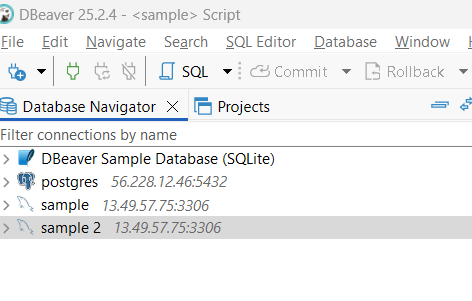 DBeaver 25.2.4 - <sample> Script
File Edit Navigate Search SQL Editor Database Window H
SQL Commit Rollback
Database Navigator Projects
Filter connections by name
DBeaver Sample Database (SQLite)
postgres 56.228.12.46:5432
sample 13.49.57.75:3306
sample 2 13.49.57.75:3306